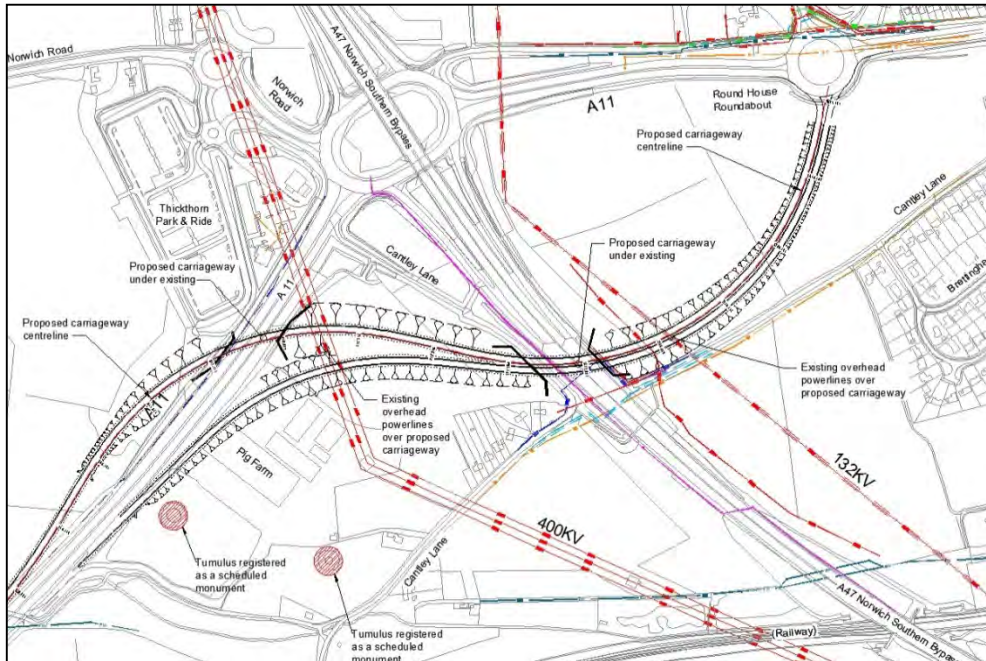 Norwich Road
Norwich
Road
A47 Norwich Southern Bypass
A11
Round House
Roundabout
Proposed carriageway
centreline
Cantley Lane
Thickthorn
Park & Ride
Cantley Lane
Proposed carriageway
under existing
Proposed carriageway
under existing
A11
Proposed carriageway
centreline
A11
Existing
overhead
powerlines
over proposed
carriageway
Existing overhead
powerlines over
proposed carriageway
Pig Farm
132KV
400KV
Tumulus registered
as a scheduled
monument
Cantley Lane
Tumulus registered
as a scheduled
monument
(Railway)
A47 Norwich Southern Bypass